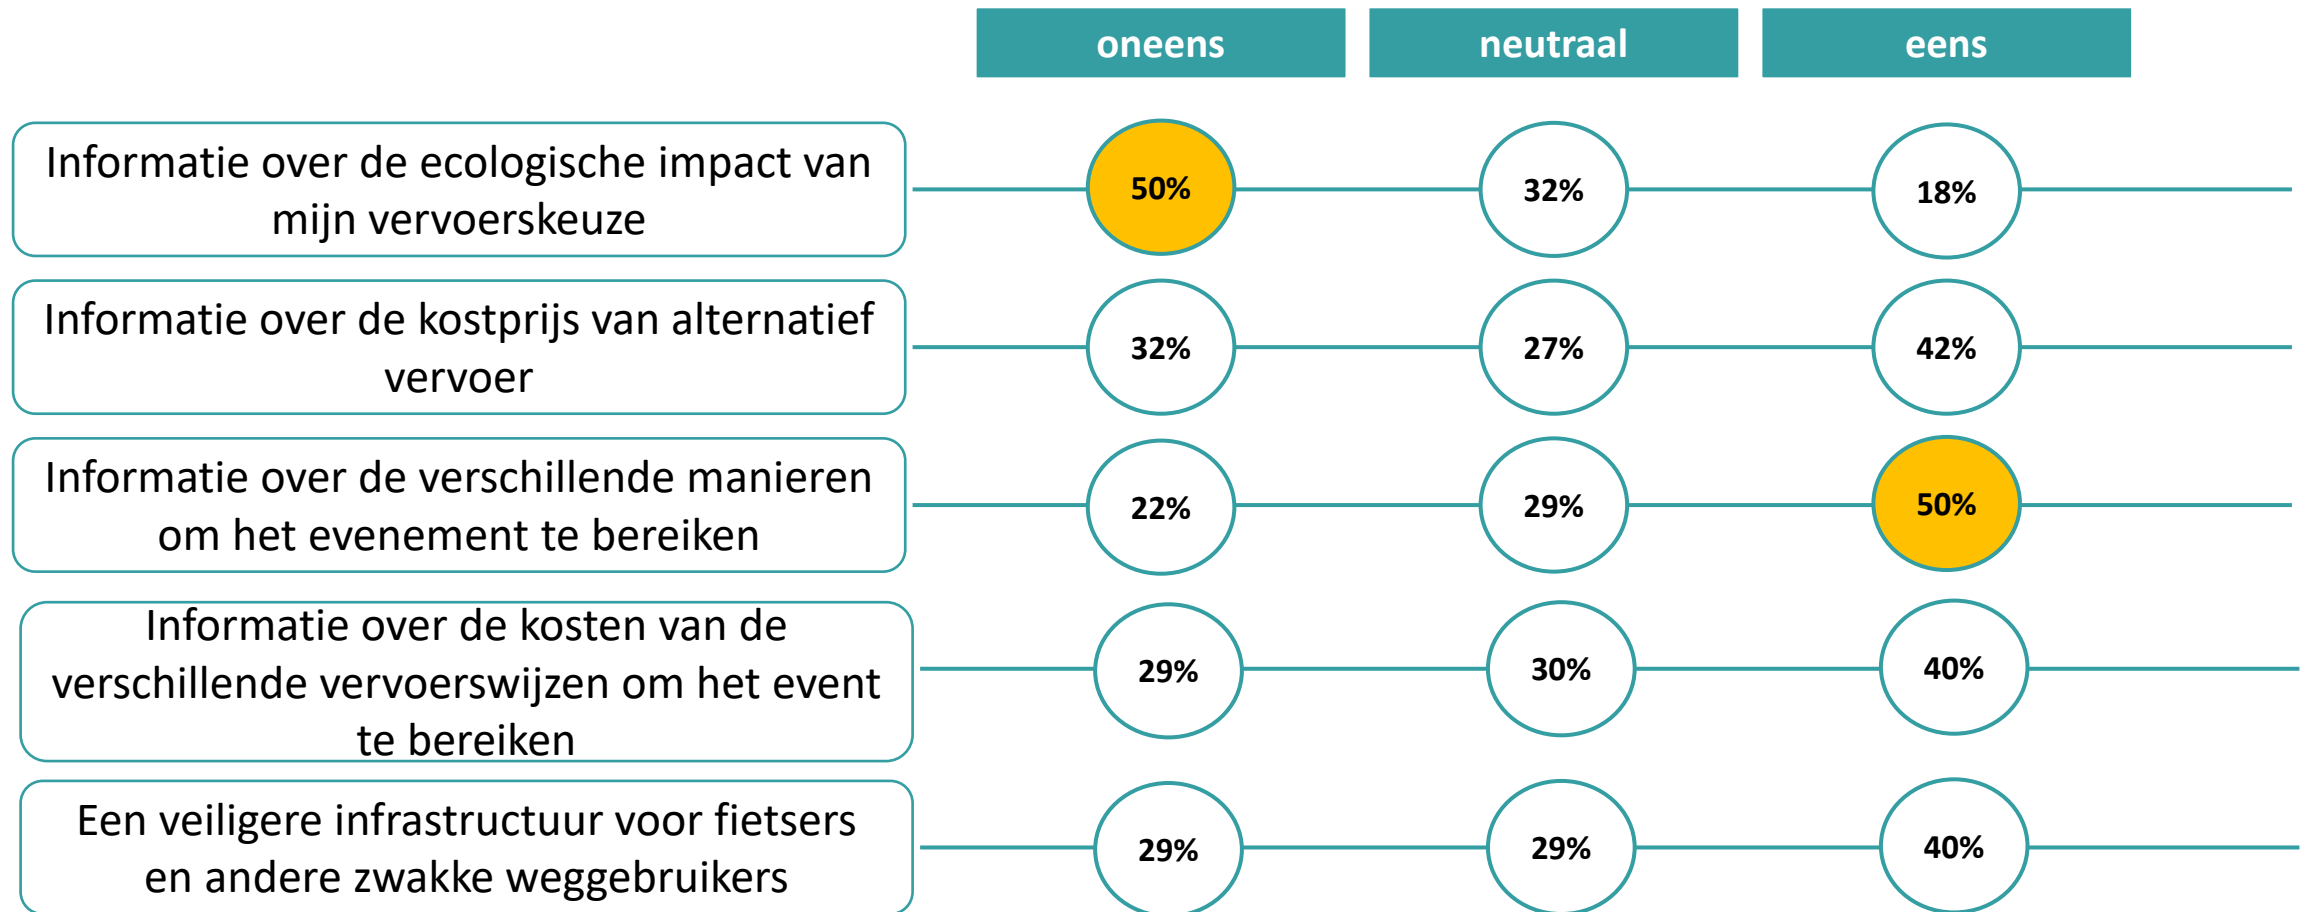 oneens neutraal eens
Informatie over de ecologische impact van
mijn vervoerskeuze
50% 32% 18%
Informatie over de kostprijs van alternatief
vervoer
32% 27% 42%
Informatie over de verschillende manieren
om het evenement te bereiken
22% 29% 50%
Informatie over de kosten van de
verschillende vervoerswijzen om het event
te bereiken
29% 30% 40%
Een veiligere infrastructuur voor fietsers
en andere zwakke weggebruikers
29% 29% 40%